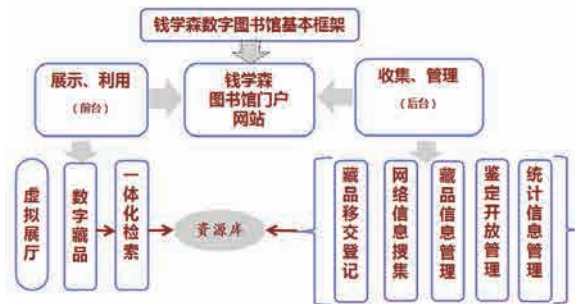 钱学森数字图书馆基本框架
展示、利用
（前台）
钱学森
图书馆门户
网站
收集、管理
（后台）
虚拟展厅
数字藏品
一体化检索
资源库
藏品移交登记
网络信息搜集
藏品信息管理
鉴定开放管理
统计信息管理